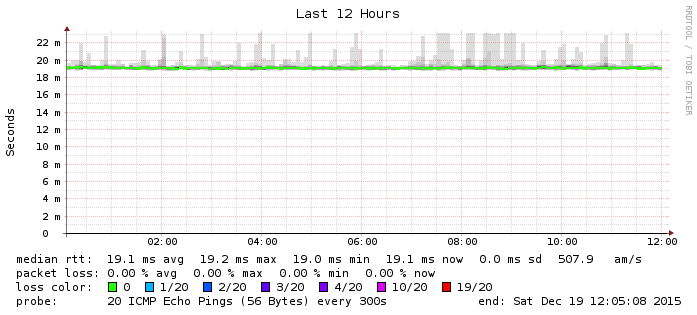 Last 12 Hours
RRDTOOL / TOBI OETIKER
Seconds
22 m
20 m
18 m
16 m
14 m
12 m
10 m
8 m
6 m
4 m
2 m
0
02:00 04:00 06:00 08:00 10:00 12:00
median rtt: 19.1 ms avg 19.2 ms max 19.0 ms min 19.1 ms now 0.0 ms sd 507.9 am/s
packet loss: 0.00 % avg 0.00 % max 0.00 % min 0.00 % now
loss color: 0 1/20 2/20 3/20 4/20 10/20 19/20
probe: 20 ICMP Echo Pings (56 Bytes) every 300s end: Sat Dec 19 12:05:08 2015